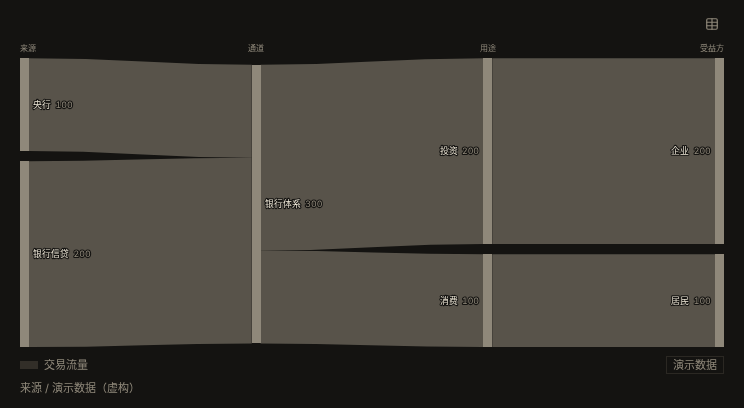 来源 通道 用途 受益方
央行 100
投资 200
企业 200
银行体系 300
银行信贷 200
消费 100
居民 100
交易流量
演示数据
来源 / 演示数据（虚构）